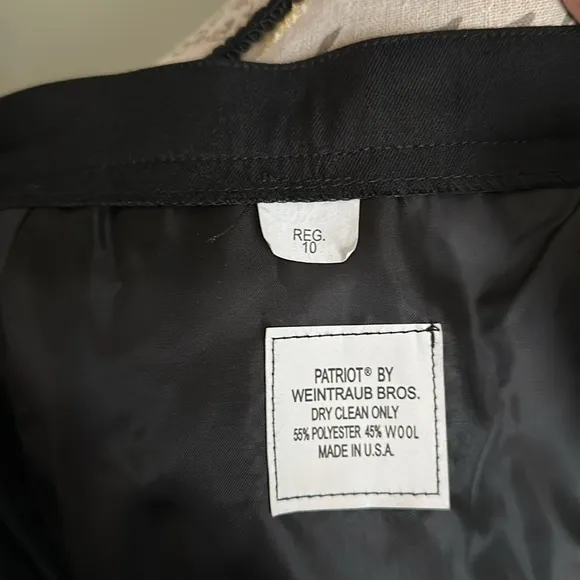 REG.
10
PATRIOT® BY
WEINTRAUB BROS.
DRY CLEAN ONLY
55% POLYESTER 45% WOOL
MADE IN U.S.A.